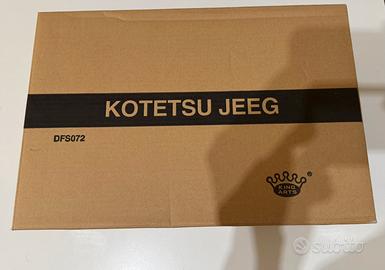 KOTETSU JEEG
DFS072
KING
ARTS
®
subito